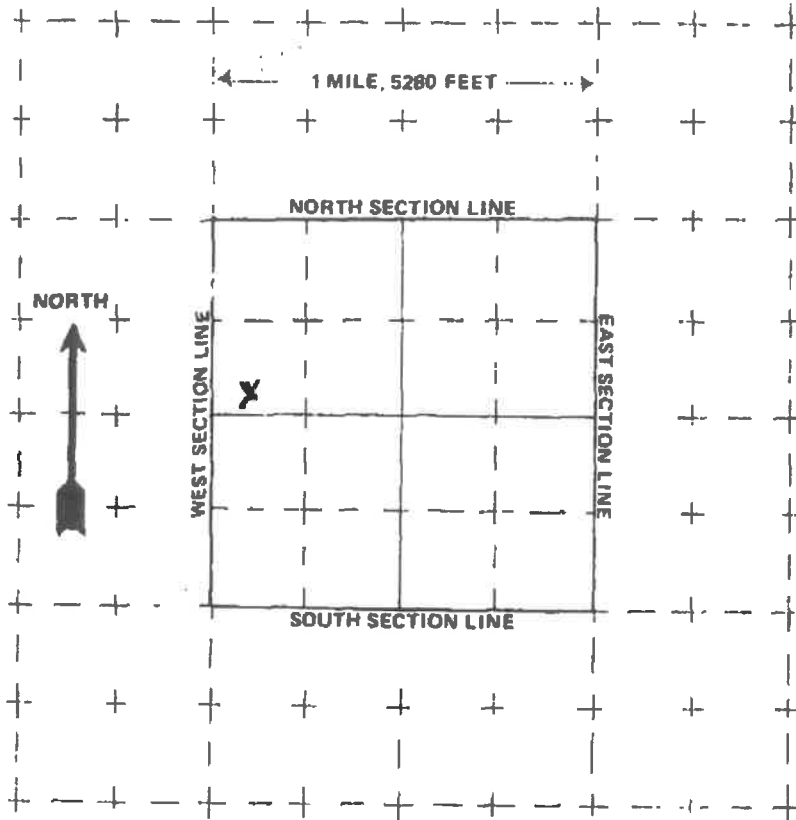 1 MILE, 5280 FEET
NORTH SECTION LINE
NORTH
WEST SECTION LINE
EAST SECTION LINE
X
SOUTH SECTION LINE